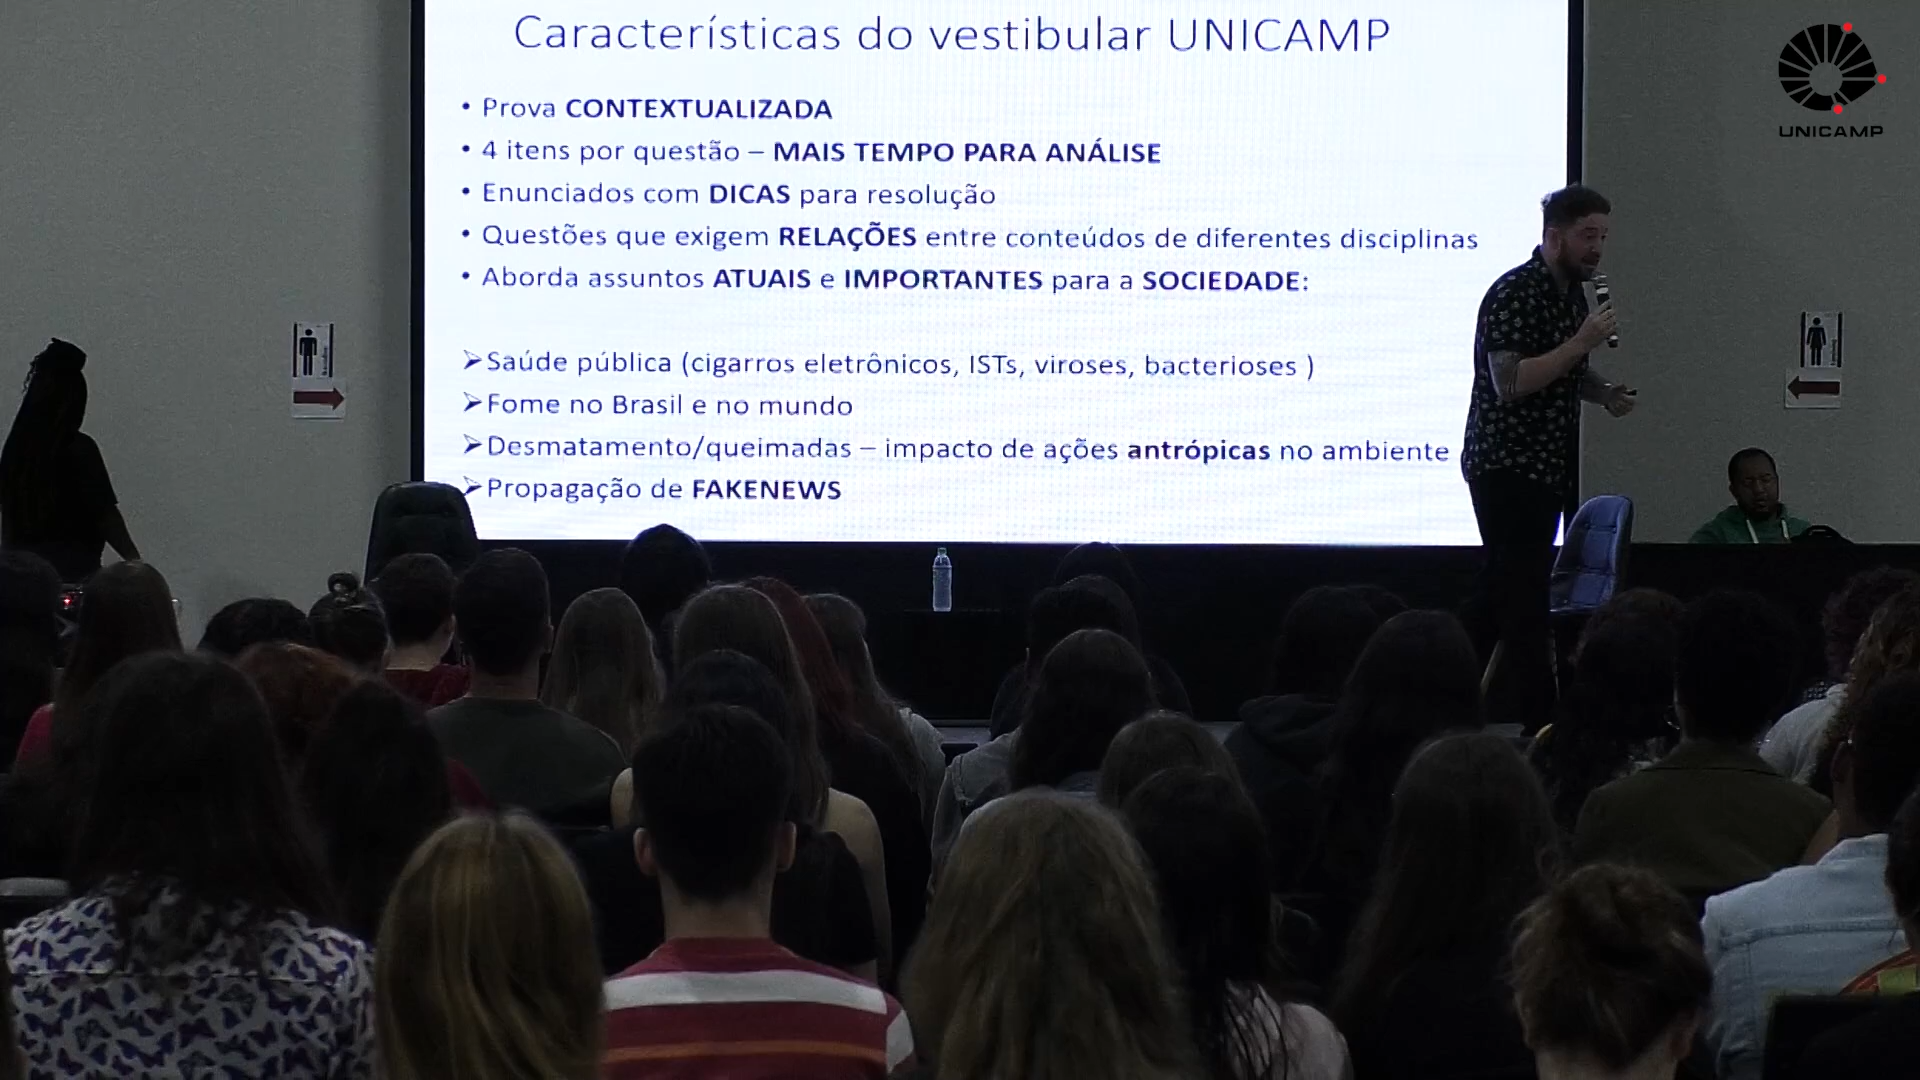 Características do vestibular UNICAMP
• Prova CONTEXTUALIZADA
• 4 itens por questão – MAIS TEMPO PARA ANÁLISE
• Enunciados com DICAS para resolução
• Questões que exigem RELAÇÕES entre conteúdos de diferentes disciplinas
• Aborda assuntos ATUAIS e IMPORTANTES para a SOCIEDADE:
➢Saúde pública (cigarros eletrônicos, ISTs, viroses, bacterioses )
➢Fome no Brasil e no mundo
➢Desmatamento/queimadas – impacto de ações antrópicas no ambiente
➢Propagação de FAKENEWS
UNICAMP